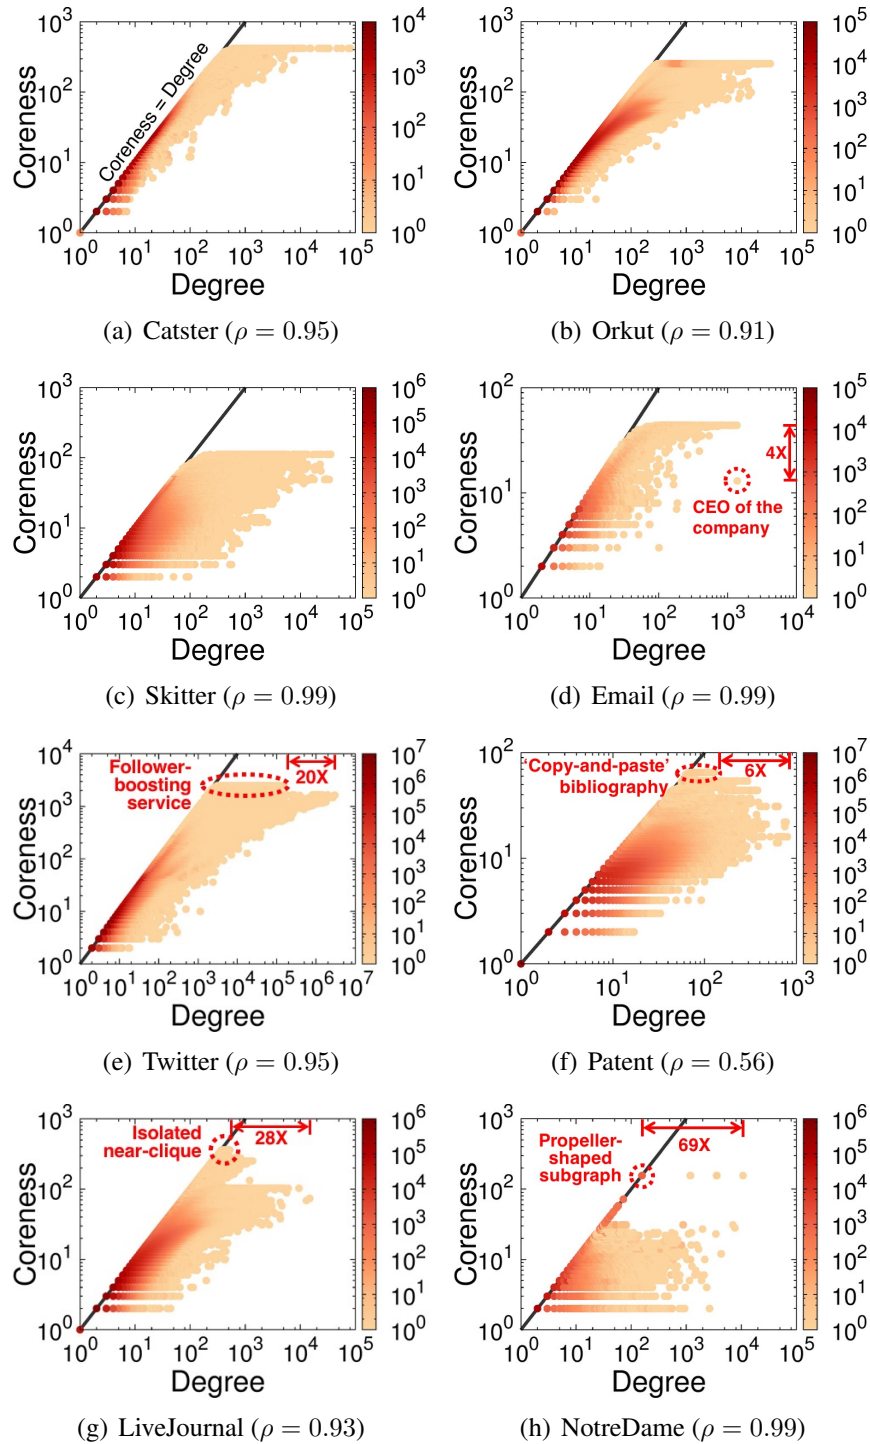 10^3
10^2
10^1
10^0
Coreness
Coreness = Degree
10^0 10^1 10^2 10^3 10^4 10^5
Degree
10^4
10^3
10^2
10^1
10^0
(a) Catster (ρ = 0.95)
10^3
10^2
10^1
10^0
Coreness
10^0 10^1 10^2 10^3 10^4 10^5
Degree
10^5
10^4
10^3
10^2
10^1
10^0
(b) Orkut (ρ = 0.91)
10^3
10^2
10^1
10^0
Coreness
10^0 10^1 10^2 10^3 10^4 10^5
Degree
10^6
10^5
10^4
10^3
10^2
10^1
10^0
(c) Skitter (ρ = 0.99)
10^2
10^1
10^0
Coreness
4X
CEO of the
company
10^0 10^1 10^2 10^3 10^4
Degree
10^5
10^4
10^3
10^2
10^1
10^0
(d) Email (ρ = 0.99)
10^4
10^3
10^2
10^1
10^0
Coreness
Follower-
boosting
service
20X
10^0 10^1 10^2 10^3 10^4 10^5 10^6 10^7
Degree
10^7
10^6
10^5
10^4
10^3
10^2
10^1
10^0
(e) Twitter (ρ = 0.95)
10^2
10^1
10^0
Coreness
'Copy-and-paste'
bibliography
6X
10^0 10^1 10^2 10^3
Degree
10^7
10^6
10^5
10^4
10^3
10^2
10^1
10^0
(f) Patent (ρ = 0.56)
10^3
10^2
10^1
10^0
Coreness
Isolated
near-clique
28X
10^0 10^1 10^2 10^3 10^4 10^5
Degree
10^6
10^5
10^4
10^3
10^2
10^1
10^0
(g) LiveJournal (ρ = 0.93)
10^3
10^2
10^1
10^0
Coreness
Propeller-
shaped
subgraph
69X
10^0 10^1 10^2 10^3 10^4 10^5
Degree
10^6
10^5
10^4
10^3
10^2
10^1
10^0
(h) NotreDame (ρ = 0.99)